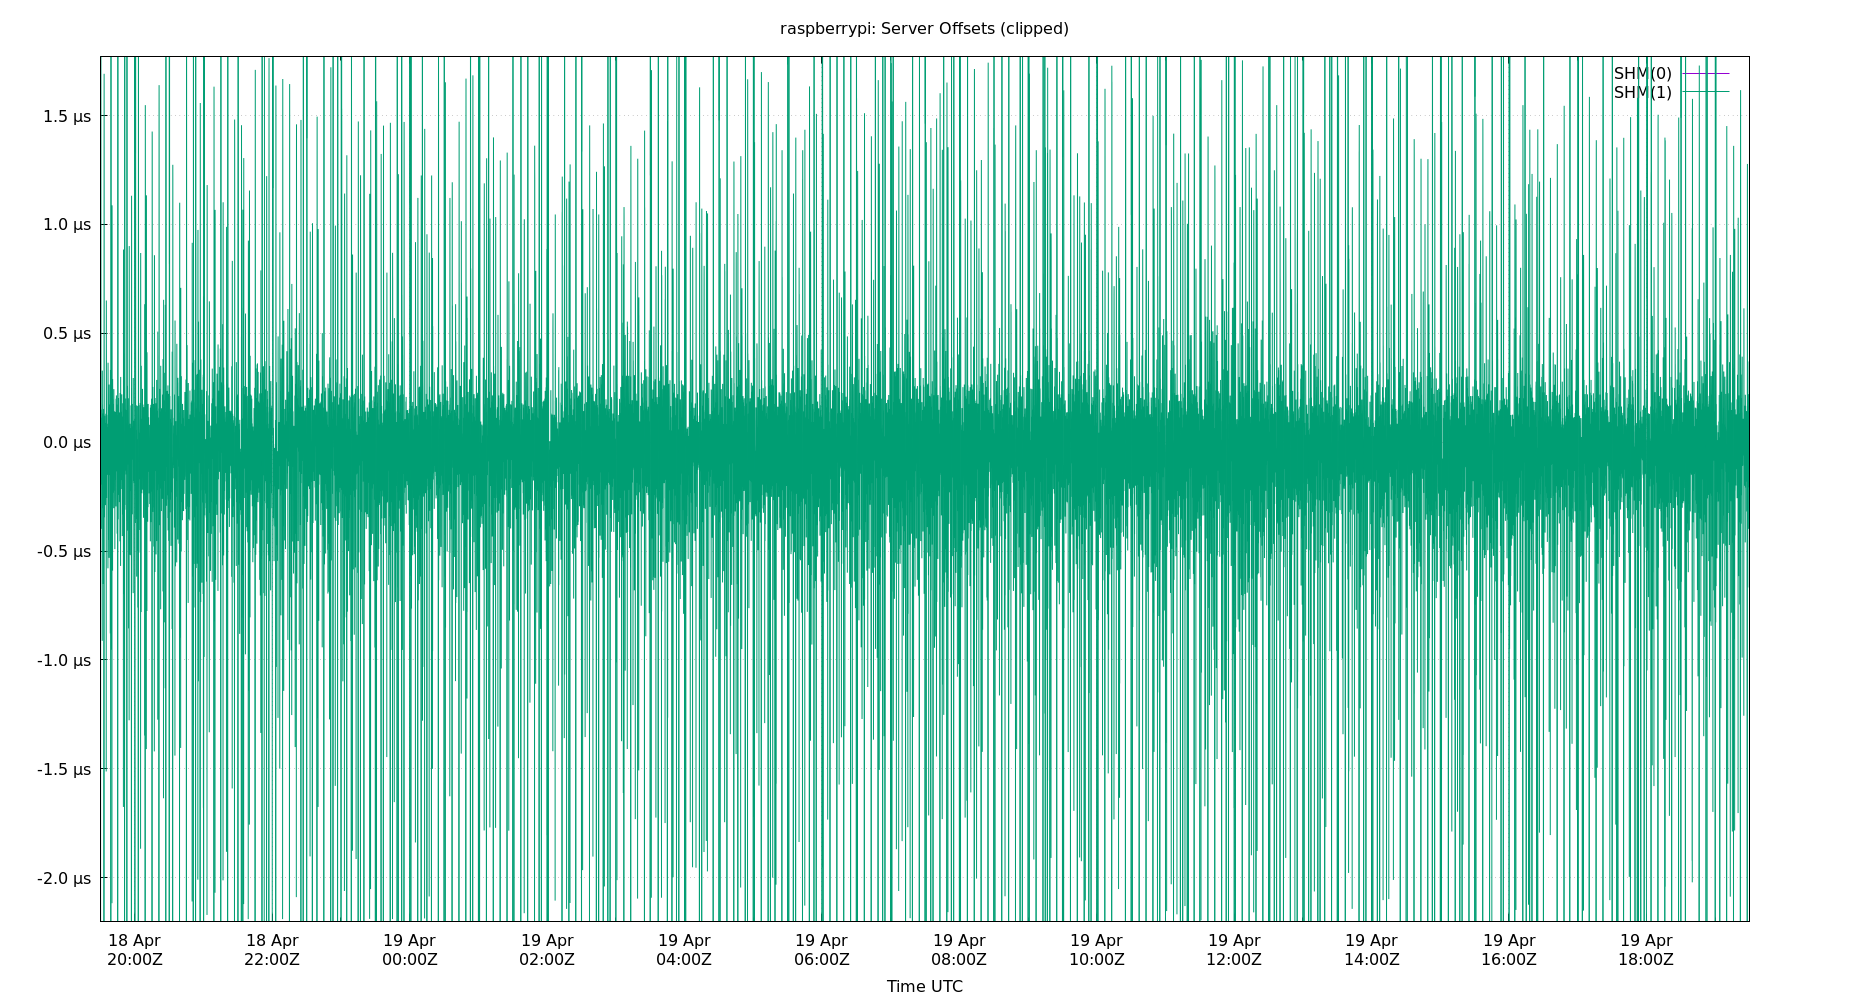 raspberrypi: Server Offsets (clipped)
SHM(0)
SHM(1)
1.5 µs
1.0 µs
0.5 µs
0.0 µs
-0.5 µs
-1.0 µs
-1.5 µs
-2.0 µs
18 Apr 18 Apr 19 Apr 19 Apr 19 Apr 19 Apr 19 Apr 19 Apr 19 Apr 19 Apr 19 Apr 19 Apr
20:00Z 22:00Z 00:00Z 02:00Z 04:00Z 06:00Z 08:00Z 10:00Z 12:00Z 14:00Z 16:00Z 18:00Z
Time UTC